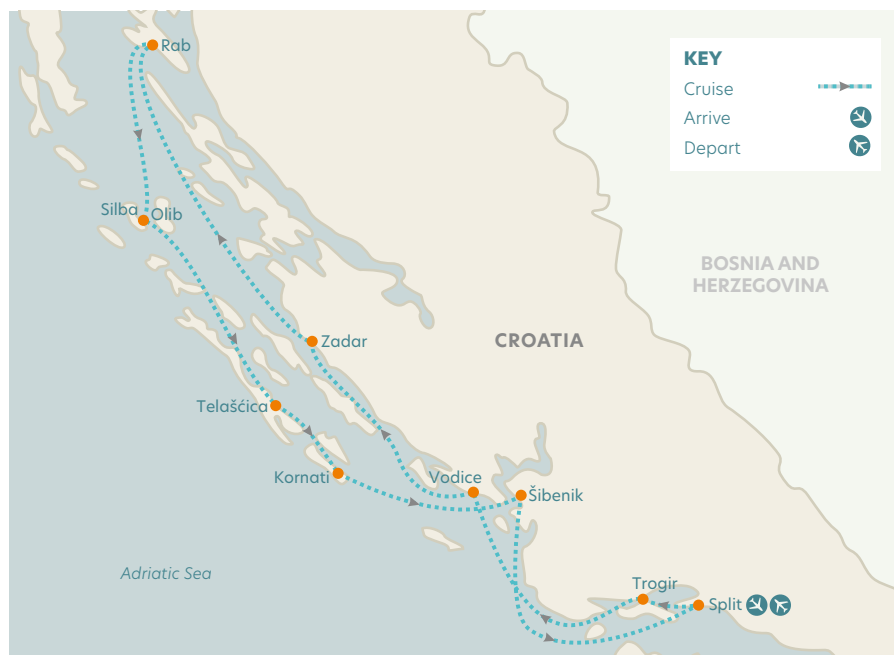 Rab
KEY
Cruise
Arrive
Depart
Silba
Olib
BOSNIA AND
HERZEGOVINA
Zadar
CROATIA
Telašćica
Kornati
Vodice
Šibenik
Adriatic Sea
Trogir
Split